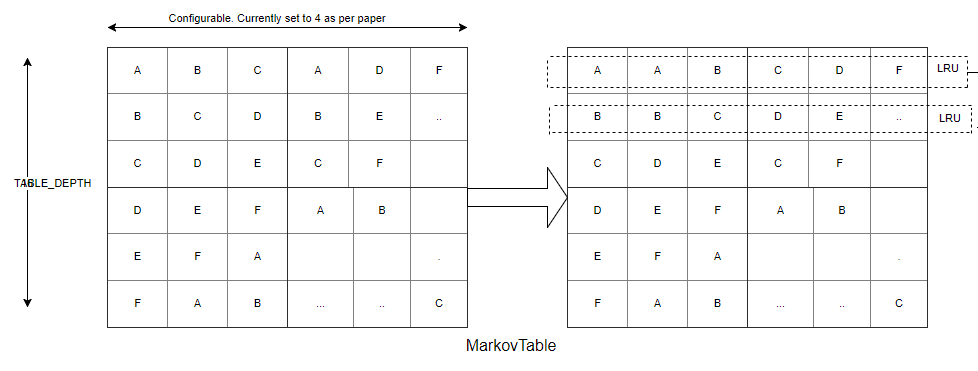 Configurable. Currently set to 4 as per paper
A B C A D F
B C D B E ..
C D E C F
D E F A B
E F A .
F A B ... .. C
TABLE_DEPTH
A A B C D F LRU
B B C D E .. LRU
C D E C F
D E F A B
E F A .
F A B ... .. C
MarkovTable